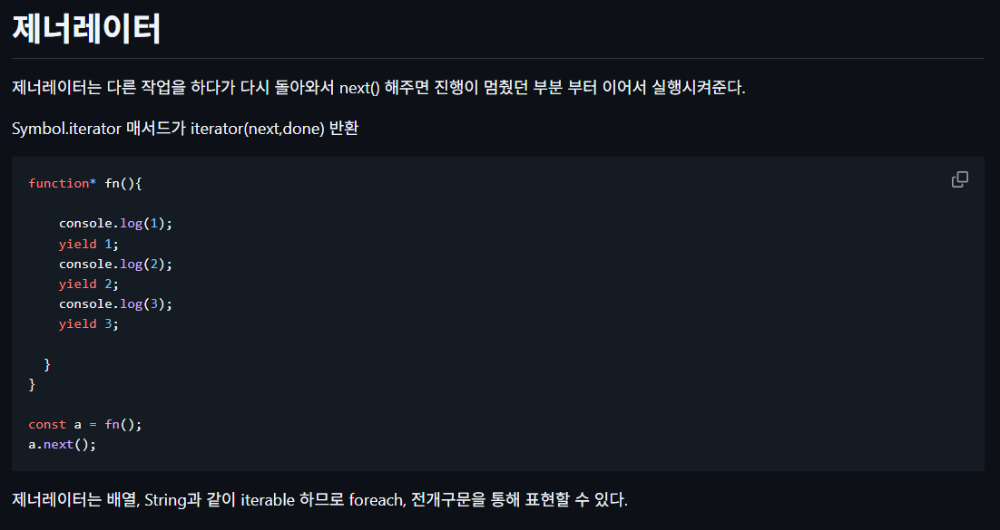 제너레이터
제너레이터는 다른 작업을 하다가 다시 돌아와서 next() 해주면 진행이 멈췄던 부분 부터 이어서 실행시켜준다.
Symbol.iterator 매서드가 iterator(next,done) 반환
function* fn(){
console.log(1);
yield 1;
console.log(2);
yield 2;
console.log(3);
yield 3;
}
}
const a = fn();
a.next();
제너레이터는 배열, String과 같이 iterable 하므로 foreach, 전개구문을 통해 표현할 수 있다.